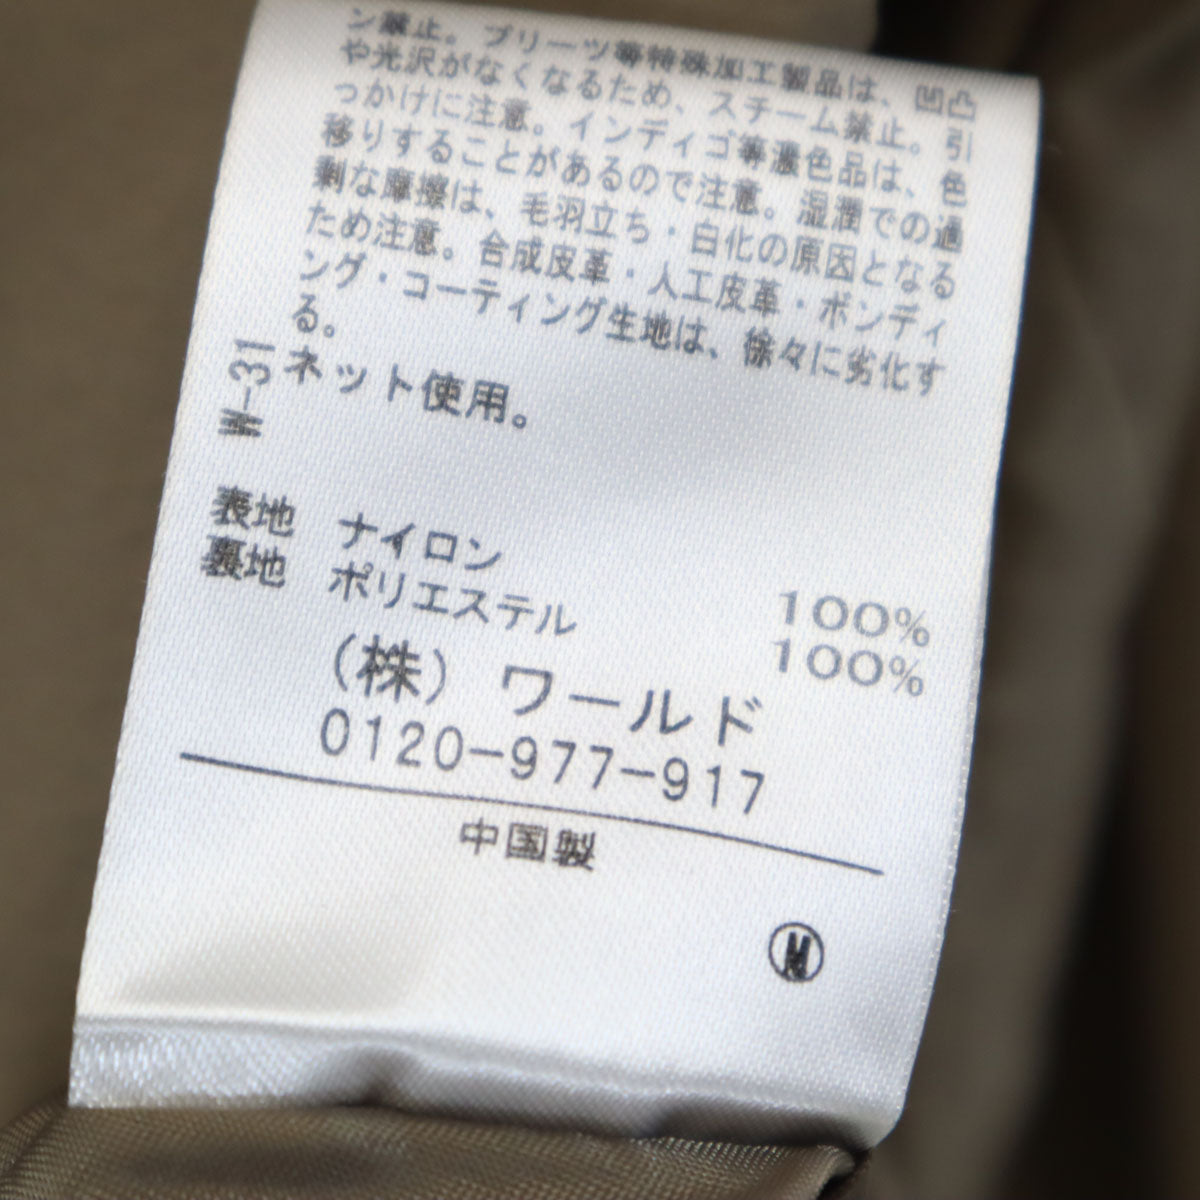 ン禁止。プリーツ等特殊加工製品は、凹凸
や光沢がなくなるため、スチーム禁止。引
っかけに注意。インディゴ等濃色品は、色
移りすることがあるので注意。湿潤での過
剰な摩擦は、毛羽立ち・白化の原因となる
ため注意。合成皮革・人工皮革・ボンディ
ング・コーティング生地は、徐々に劣化す
る。
ネット使用。
W-31
表地 ナイロン 100%
裏地 ポリエステル 100%
(株) ワールド
0120-977-917
中国製
M